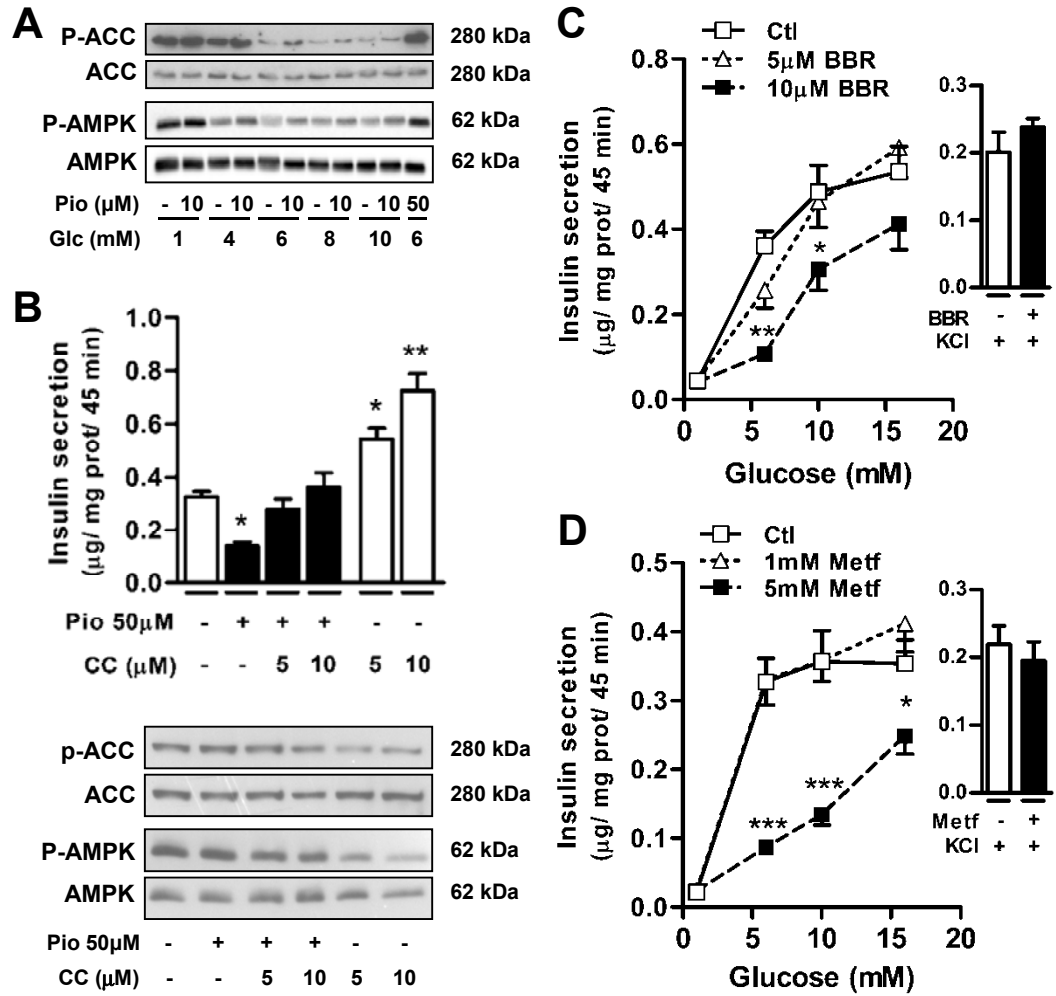 A
P-ACC 280 kDa
ACC 280 kDa
P-AMPK 62 kDa
AMPK 62 kDa
Pio (µM) - 10 - 10 - 10 - 10 - 10 50
Glc (mM) 1 4 6 8 10 6
B
Insulin secretion
(µg/ mg prot/ 45 min)
1.0
0.8
0.6
0.4
0.2
0.0
*
*
**
Pio 50µM - + + + - -
CC (µM) - - 5 10 5 10
p-ACC 280 kDa
ACC 280 kDa
P-AMPK 62 kDa
AMPK 62 kDa
Pio 50µM - + + + - -
CC (µM) - - 5 10 5 10
C
Ctl
5µM BBR
10µM BBR
Insulin secretion
(µg/ mg prot/ 45 min)
0.8
0.6
0.4
0.2
0.0
**
*
0 5 10 15 20
Glucose (mM)
0.3
0.2
0.1
0.0
BBR - +
KCl + +
D
Ctl
1mM Metf
5mM Metf
Insulin secretion
(µg/ mg prot/ 45 min)
0.5
0.4
0.3
0.2
0.1
0.0
***
***
*
0 5 10 15 20
Glucose (mM)
0.3
0.2
0.1
0.0
Metf - +
KCl + +